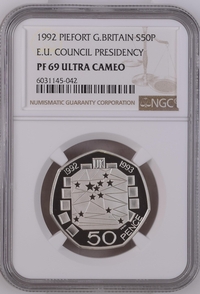 1992 PIEFORT G.BRITAIN S50P
E.U. COUNCIL PRESIDENCY
PF 69 ULTRA CAMEO
6031145-042
NUMISMATIC GUARANTY CORPORATION
NGC
1992
UK
1993
50
PENCE